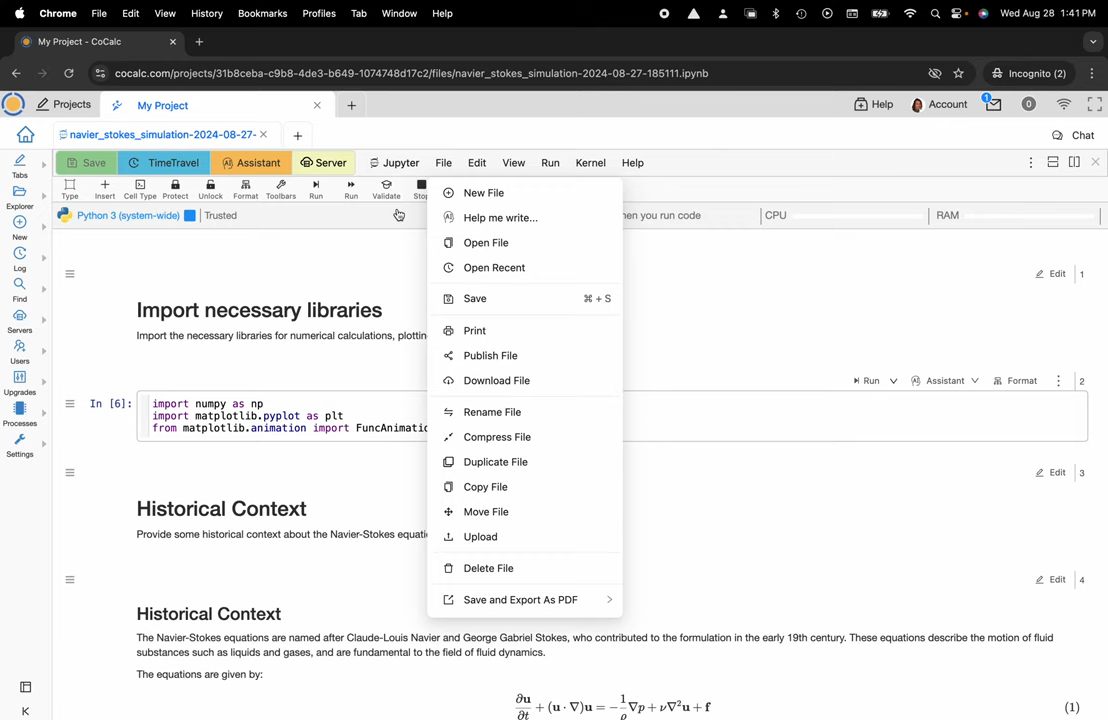 Chrome File Edit View History Bookmarks Profiles Tab Window Help Wed Aug 28 1:41 PM
My Project - CoCalc
cocalc.com/projects/31b8ceba-c9b8-4de3-b649-1074748d17c2/files/navier_stokes_simulation-2024-08-27-185111.ipynb Incognito (2)
Projects My Project Help Account 1 0
navier_stokes_simulation-2024-08-27- Chat
Save TimeTravel Assistant Server Jupyter File Edit View Run Kernel Help
Tabs
Explorer
New
Log
Find
Servers
Users
Upgrades
Processes
Settings
Type Insert Cell Type Protect Unlock Format Toolbars Run Run Validate Stop
Python 3 (system-wide) Trusted hen you run code CPU RAM
New File
Help me write...
Open File
Open Recent
Save ⌘ + S
Print
Publish File
Download File
Rename File
Compress File
Duplicate File
Copy File
Move File
Upload
Delete File
Save and Export As PDF
Edit 1
Import necessary libraries
Import the necessary libraries for numerical calculations, plottin
Run Assistant Format 2
In [6]: import numpy as np
import matplotlib.pyplot as plt
from matplotlib.animation import FuncAnimatio
Edit 3
Historical Context
Provide some historical context about the Navier-Stokes equati
Edit 4
Historical Context
The Navier-Stokes equations are named after Claude-Louis Navier and George Gabriel Stokes, who contributed to the formulation in the early 19th century. These equations describe the motion of fluid
substances such as liquids and gases, and are fundamental to the field of fluid dynamics.
The equations are given by:
∂u/∂t + (u · ∇)u = −1/ρ ∇p + ν∇²u + f (1)